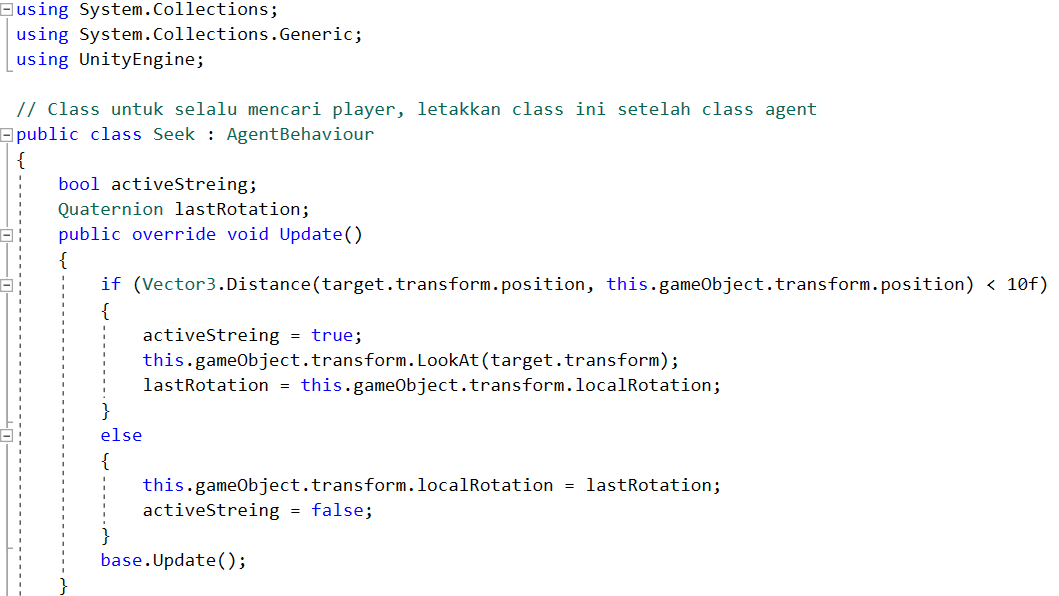 using System.Collections;
using System.Collections.Generic;
using UnityEngine;

// Class untuk selalu mencari player, letakkan class ini setelah class agent
public class Seek : AgentBehaviour
{
    bool activeStreing;
    Quaternion lastRotation;
    public override void Update()
    {
        if (Vector3.Distance(target.transform.position, this.gameObject.transform.position) < 10f)
        {
            activeStreing = true;
            this.gameObject.transform.LookAt(target.transform);
            lastRotation = this.gameObject.transform.localRotation;
        }
        else
        {
            this.gameObject.transform.localRotation = lastRotation;
            activeStreing = false;
        }
        base.Update();
    }